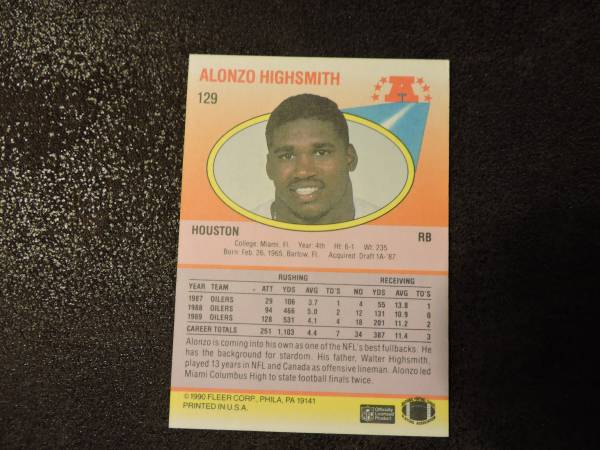 ALONZO HIGHSMITH
129
A
HOUSTON RB
College: Miami, Fl. Year: 4th Ht: 6-1 Wt: 235
Born: Feb. 26, 1965, Bartow, Fl. Acquired: Draft 1A-'87
RUSHING RECEIVING
YEAR TEAM ATT YDS AVG TD'S NO YDS AVG TD'S
1987 OILERS 29 106 3.7 1 4 55 13.8 1
1988 OILERS 94 466 5.0 2 12 131 10.9 0
1989 OILERS 128 531 4.1 4 18 201 11.2 2
CAREER TOTALS 251 1,103 4.4 7 34 387 11.4 3
Alonzo is coming into his own as one of the NFL's best fullbacks. He
has the background for stardom. His father, Walter Highsmith,
played 13 years in NFL and Canada as offensive lineman. Alonzo led
Miami Columbus High to state football finals twice.
©1990 FLEER CORP., PHILA, PA 19141
PRINTED IN U.S.A.
NFL
Officially
Licensed
Product